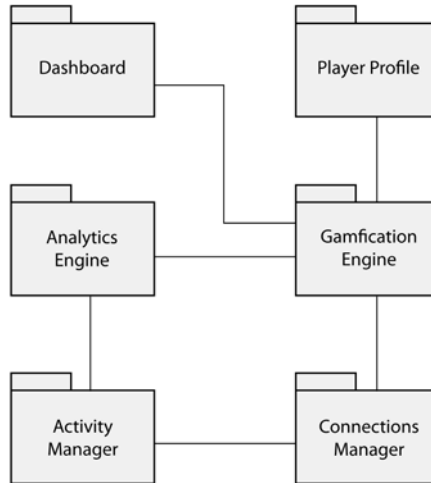 Dashboard
Player Profile
Analytics
Engine
Gamfication
Engine
Activity
Manager
Connections
Manager